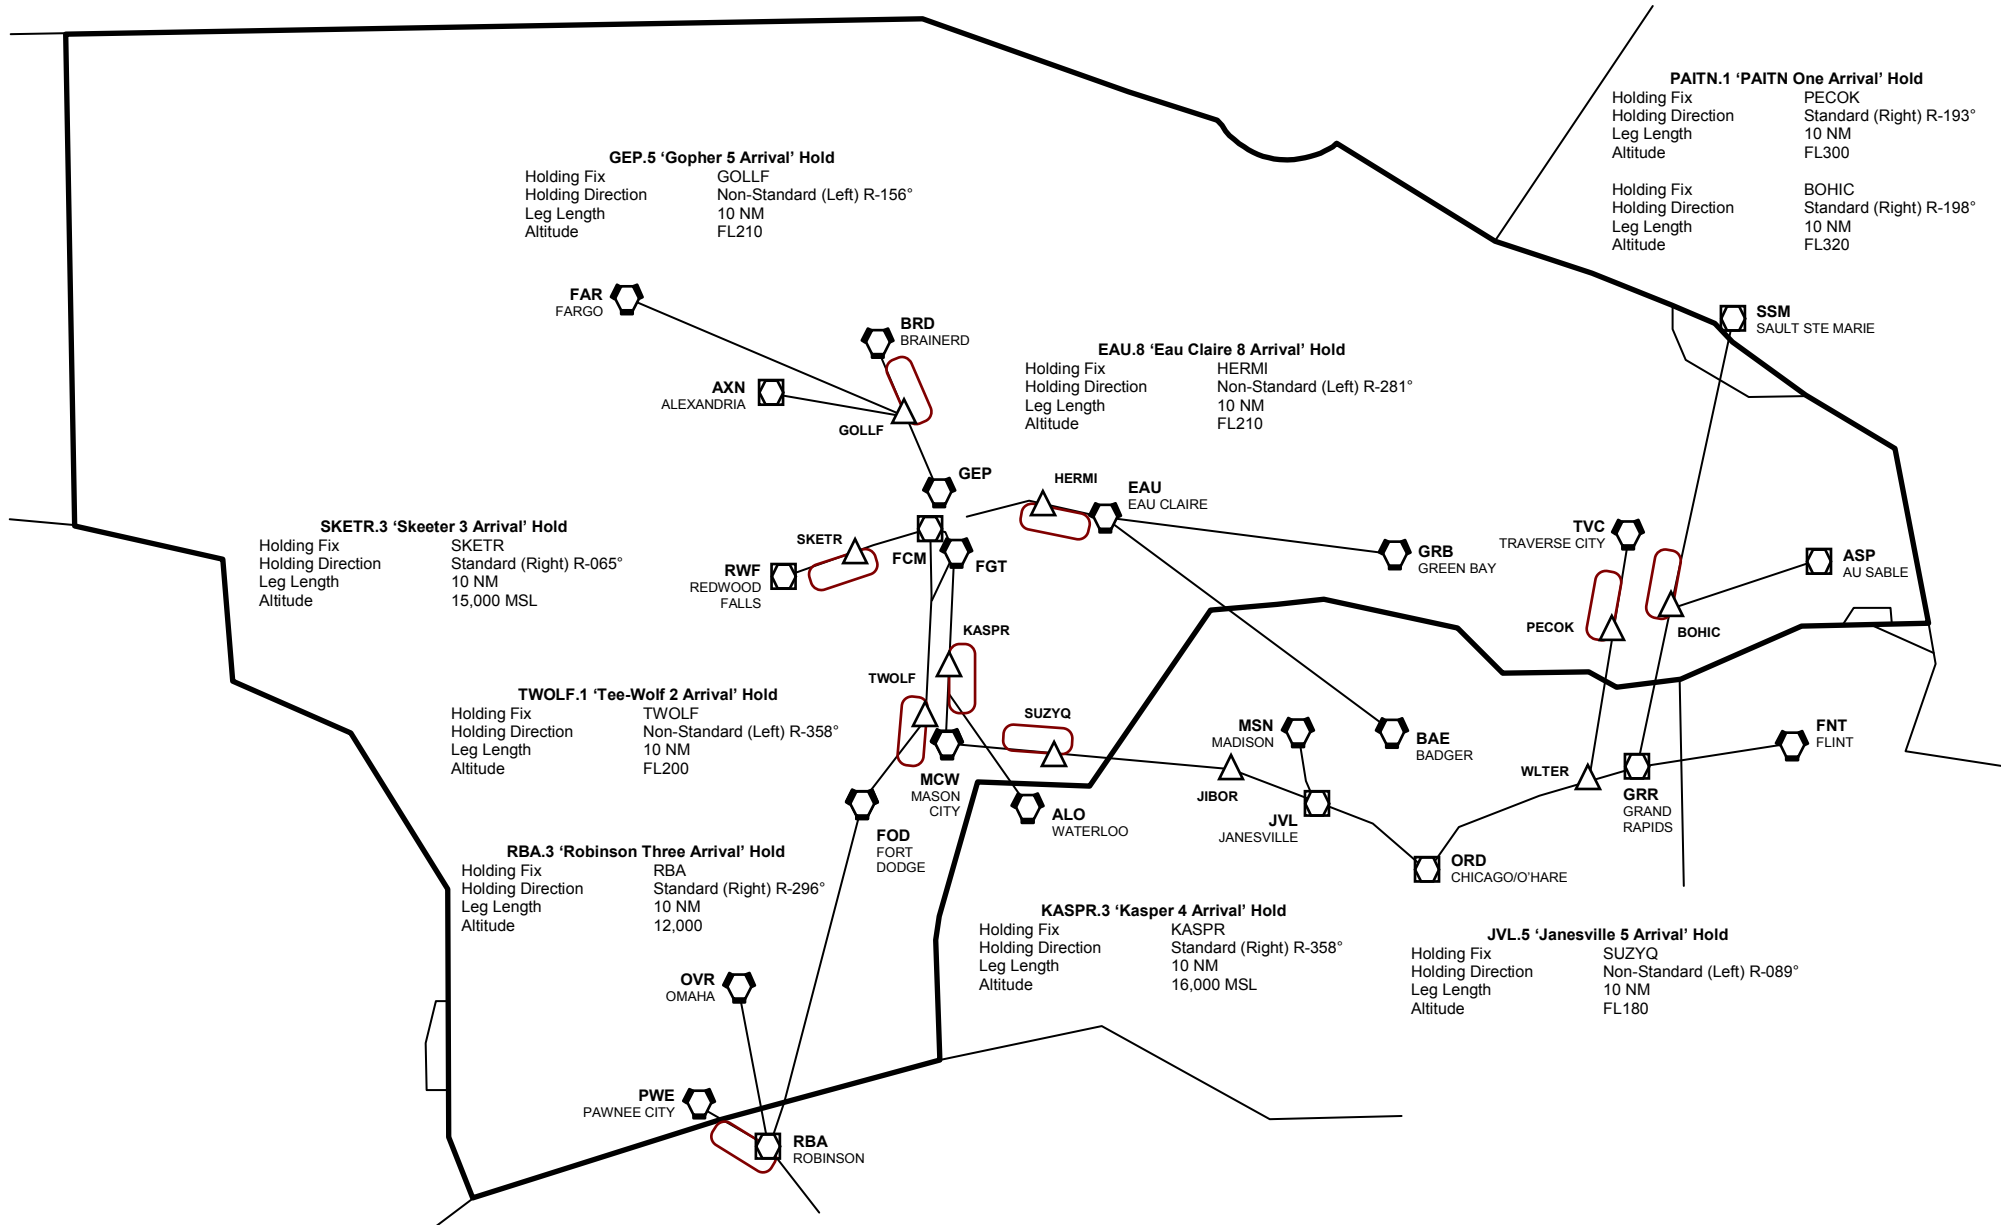 PAITN.1 ‘PAITN One Arrival’ Hold
Holding Fix PECOK
Holding Direction Standard (Right) R-193°
Leg Length 10 NM
Altitude FL300
Holding Fix BOHIC
Holding Direction Standard (Right) R-198°
Leg Length 10 NM
Altitude FL320
GEP.5 ‘Gopher 5 Arrival’ Hold
Holding Fix GOLLF
Holding Direction Non-Standard (Left) R-156°
Leg Length 10 NM
Altitude FL210
FAR
FARGO
BRD
BRAINERD
SSM
SAULT STE MARIE
EAU.8 ‘Eau Claire 8 Arrival’ Hold
Holding Fix HERMI
Holding Direction Non-Standard (Left) R-281°
Leg Length 10 NM
Altitude FL210
AXN
ALEXANDRIA
GOLLF
GEP
HERMI
EAU
EAU CLAIRE
SKETR.3 ‘Skeeter 3 Arrival’ Hold
Holding Fix SKETR
Holding Direction Standard (Right) R-065°
Leg Length 10 NM
Altitude 15,000 MSL
SKETR
RWF
REDWOOD
FALLS
FCM
FGT
GRB
GREEN BAY
TVC
TRAVERSE CITY
ASP
AU SABLE
PECOK
BOHIC
KASPR
TWOLF
TWOLF.1 ‘Tee-Wolf 2 Arrival’ Hold
Holding Fix TWOLF
Holding Direction Non-Standard (Left) R-358°
Leg Length 10 NM
Altitude FL200
SUZYQ
MSN
MADISON
BAE
BADGER
FNT
FLINT
WLTER
MCW
MASON
CITY
JIBOR
GRR
GRAND
RAPIDS
ALO
WATERLOO
JVL
JANESVILLE
FOD
FORT
DODGE
ORD
CHICAGO/O'HARE
RBA.3 ‘Robinson Three Arrival’ Hold
Holding Fix RBA
Holding Direction Standard (Right) R-296°
Leg Length 10 NM
Altitude 12,000
KASPR.3 ‘Kasper 4 Arrival’ Hold
Holding Fix KASPR
Holding Direction Standard (Right) R-358°
Leg Length 10 NM
Altitude 16,000 MSL
JVL.5 ‘Janesville 5 Arrival’ Hold
Holding Fix SUZYQ
Holding Direction Non-Standard (Left) R-089°
Leg Length 10 NM
Altitude FL180
OVR
OMAHA
PWE
PAWNEE CITY
RBA
ROBINSON